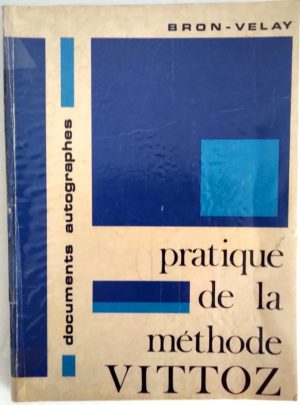 BRON-VELAY
documents autographes
pratique
de la
méthode
VITTOZ